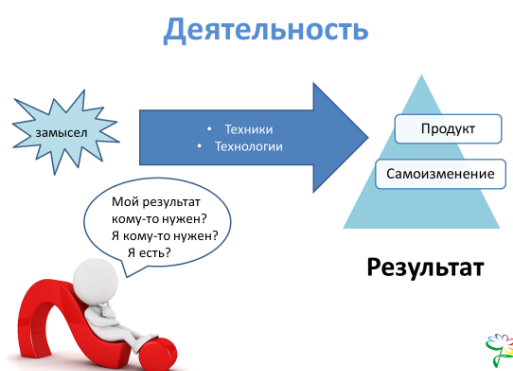 Деятельность
замысел
• Техники
• Технологии
Продукт
Самоизменение
Мой результат
кому-то нужен?
Я кому-то нужен?
Я есть?
Результат